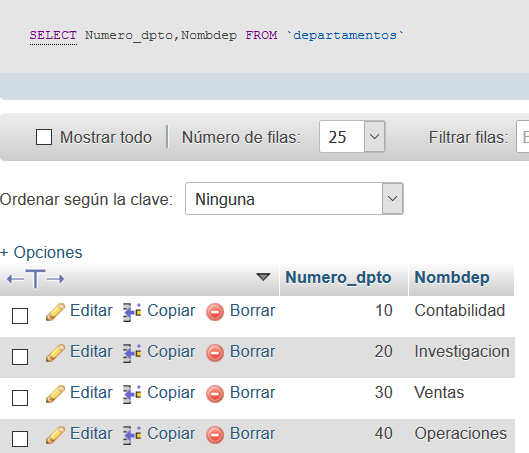 SELECT Numero_dpto,Nombdep FROM `departamentos`
Mostrar todo Número de filas: 25 Filtrar filas:
Ordenar según la clave: Ninguna
+ Opciones
Numero_dpto Nombdep
Editar Copiar Borrar 10 Contabilidad
Editar Copiar Borrar 20 Investigacion
Editar Copiar Borrar 30 Ventas
Editar Copiar Borrar 40 Operaciones